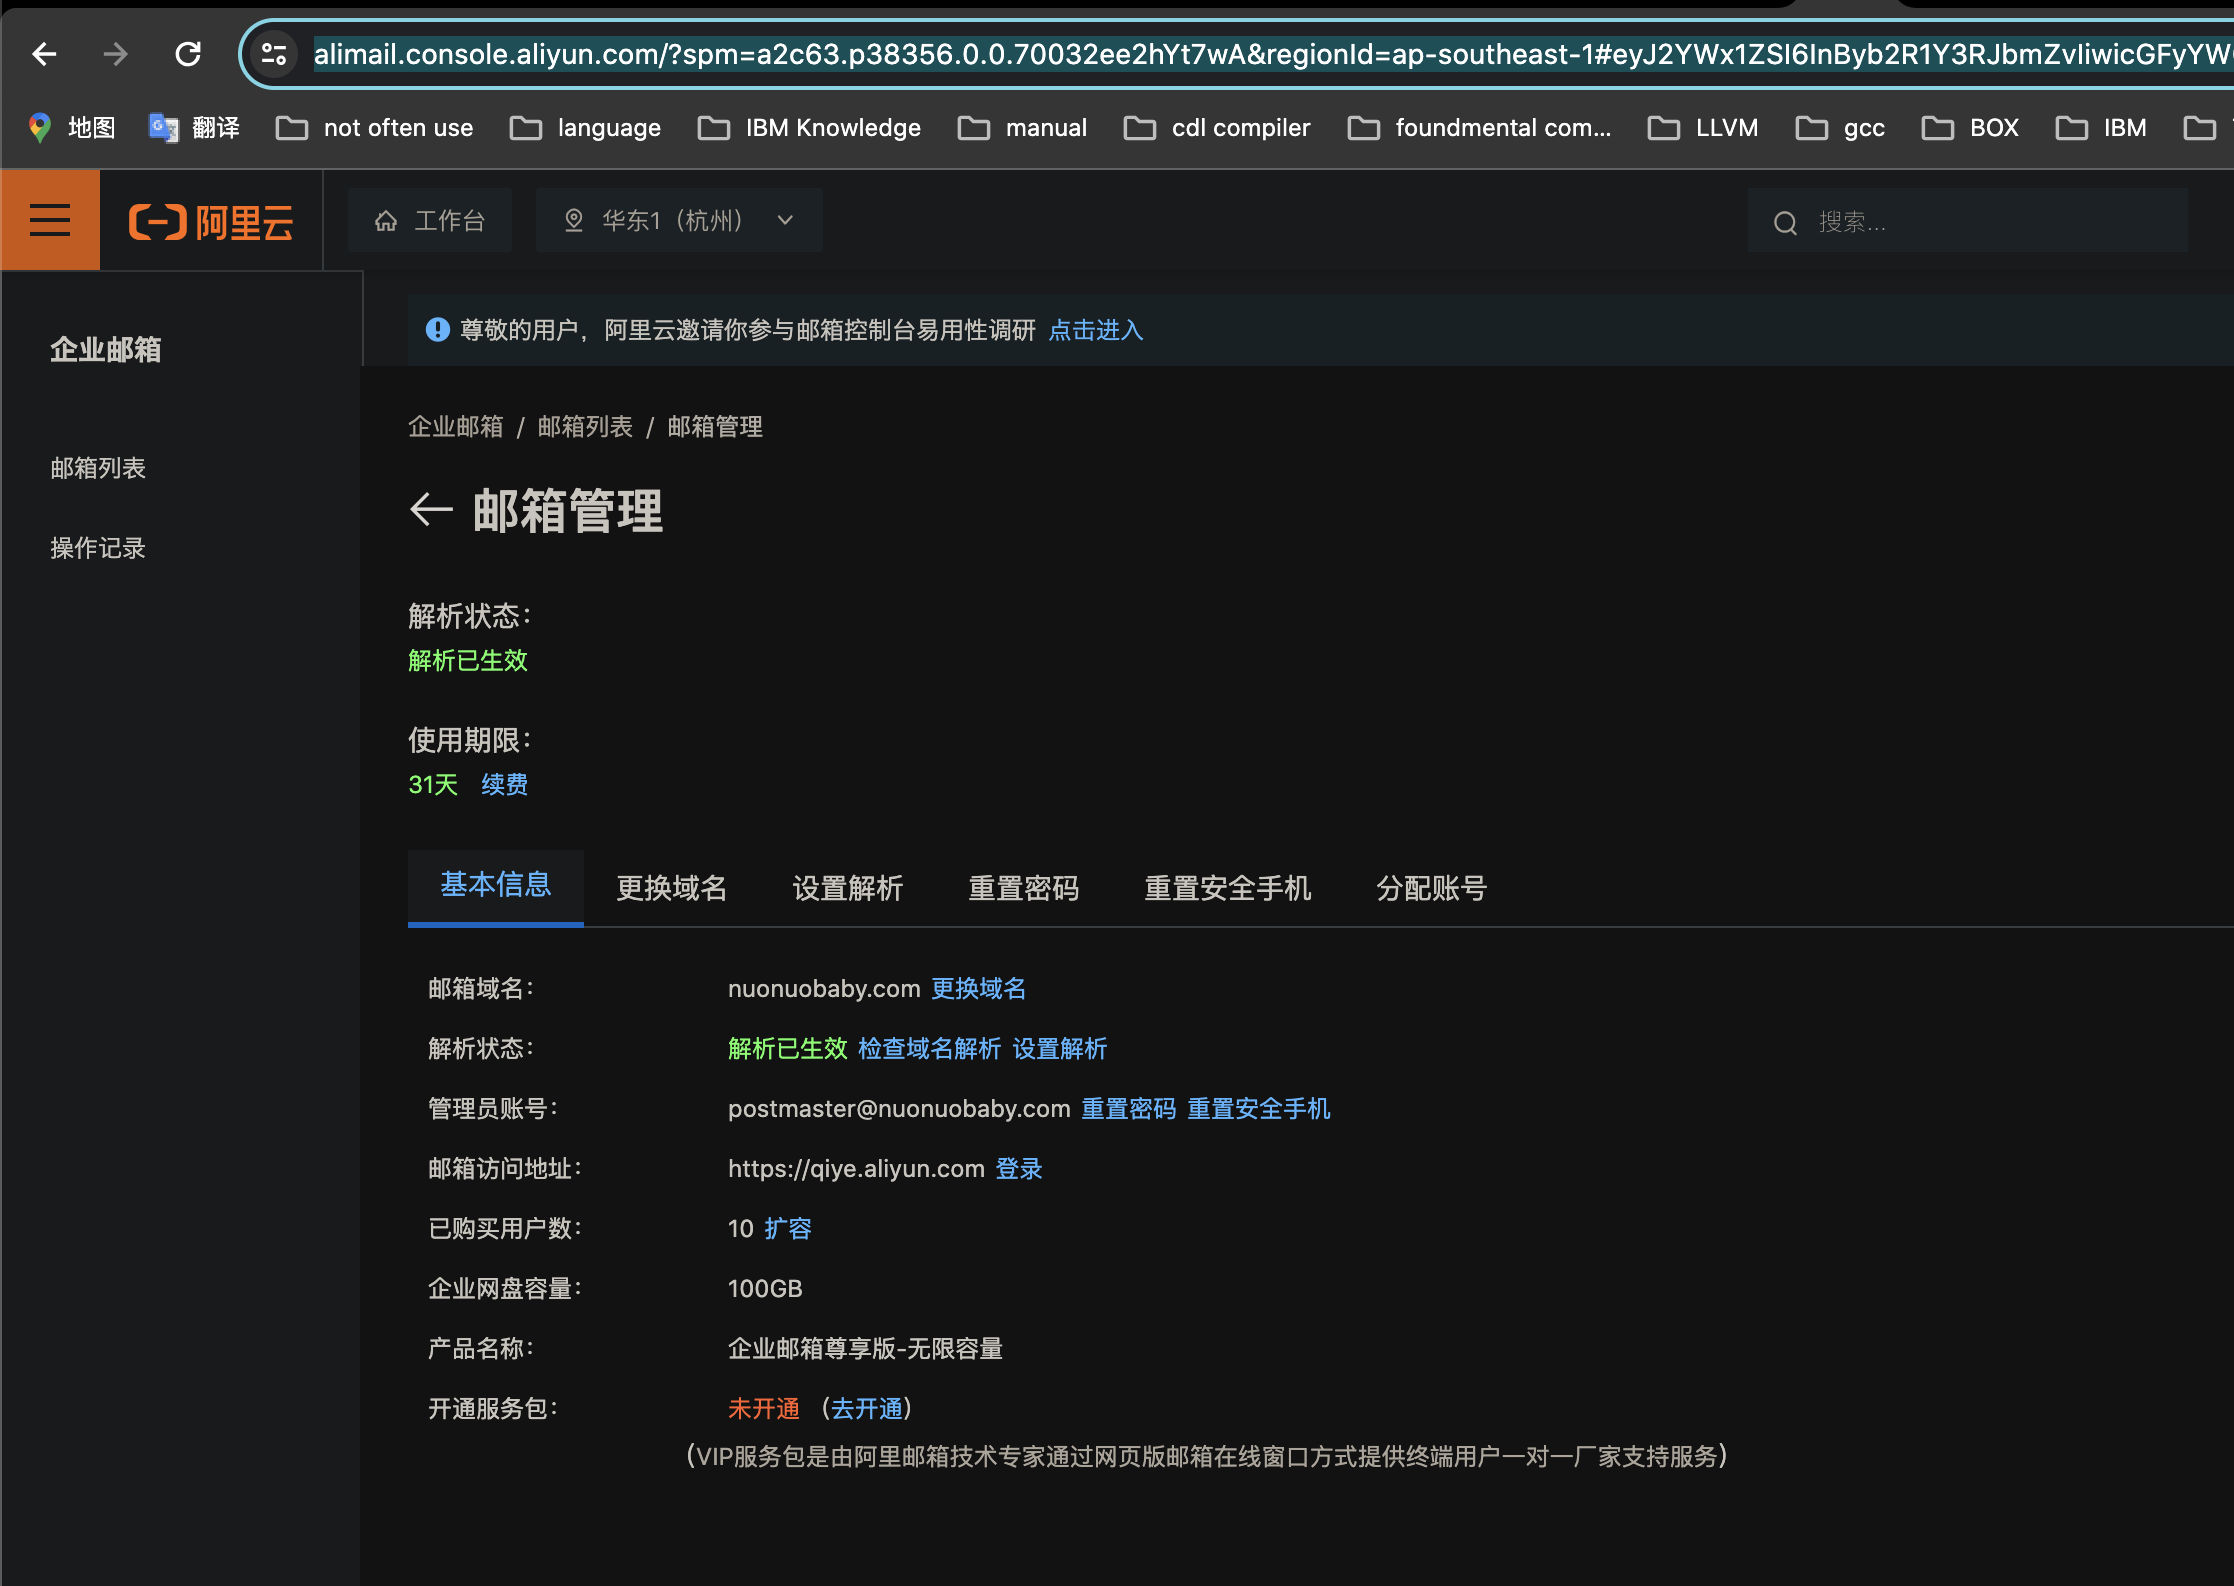 alimail.console.aliyun.com/?spm=a2c63.p38356.0.0.70032ee2hYt7wA&regionId=ap-southeast-1#eyJ2YWx1ZSI6InByb2R1Y3RJbmZvIiwicGFyYW
地图 翻译 not often use language IBM Knowledge manual cdl compiler foundmental com... LLVM gcc BOX IBM
阿里云 工作台 华东1（杭州） 搜索...
企业邮箱
邮箱列表
操作记录
尊敬的用户，阿里云邀请你参与邮箱控制台易用性调研 点击进入
企业邮箱 / 邮箱列表 / 邮箱管理
邮箱管理
解析状态：
解析已生效
使用期限：
31天 续费
基本信息 更换域名 设置解析 重置密码 重置安全手机 分配账号
邮箱域名： nuonuobaby.com 更换域名
解析状态： 解析已生效 检查域名解析 设置解析
管理员账号： postmaster@nuonuobaby.com 重置密码 重置安全手机
邮箱访问地址： https://qiye.aliyun.com 登录
已购买用户数： 10 扩容
企业网盘容量： 100GB
产品名称： 企业邮箱尊享版-无限容量
开通服务包： 未开通 （去开通）
（VIP服务包是由阿里邮箱技术专家通过网页版邮箱在线窗口方式提供终端用户一对一厂家支持服务）